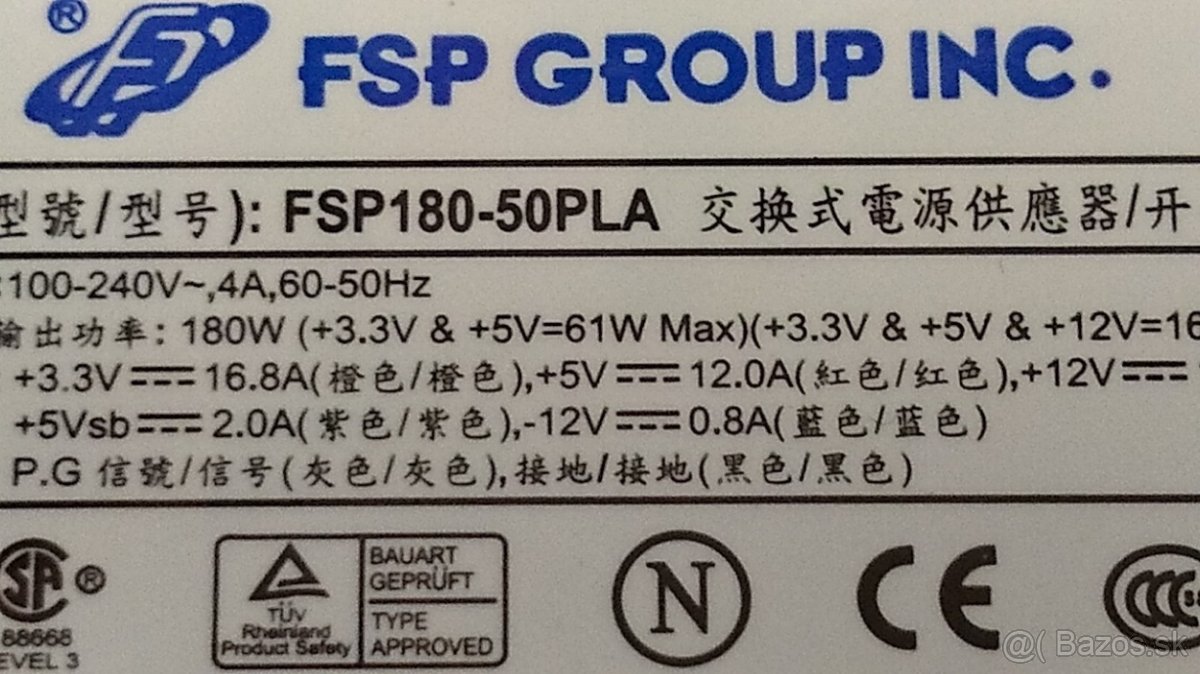 ® FSP GROUP INC.
型號/型号): FSP180-50PLA 交換式電源供應器/开
:100-240V~,4A,60-50Hz
輸出功率: 180W (+3.3V & +5V=61W Max)(+3.3V & +5V & +12V=16
+3.3V⎓16.8A(橙色/橙色),+5V⎓12.0A(紅色/红色),+12V⎓
+5Vsb⎓2.0A(紫色/紫色),-12V⎓0.8A(藍色/蓝色)
P.G 信號/信号(灰色/灰色),接地/接地(黑色/黑色)
SA ®
88668
EVEL 3
TÜV
Rheinland
Product Safety
BAUART
GEPRÜFT
TYPE
APPROVED
N
CE
CCC
@( Bazos.sk